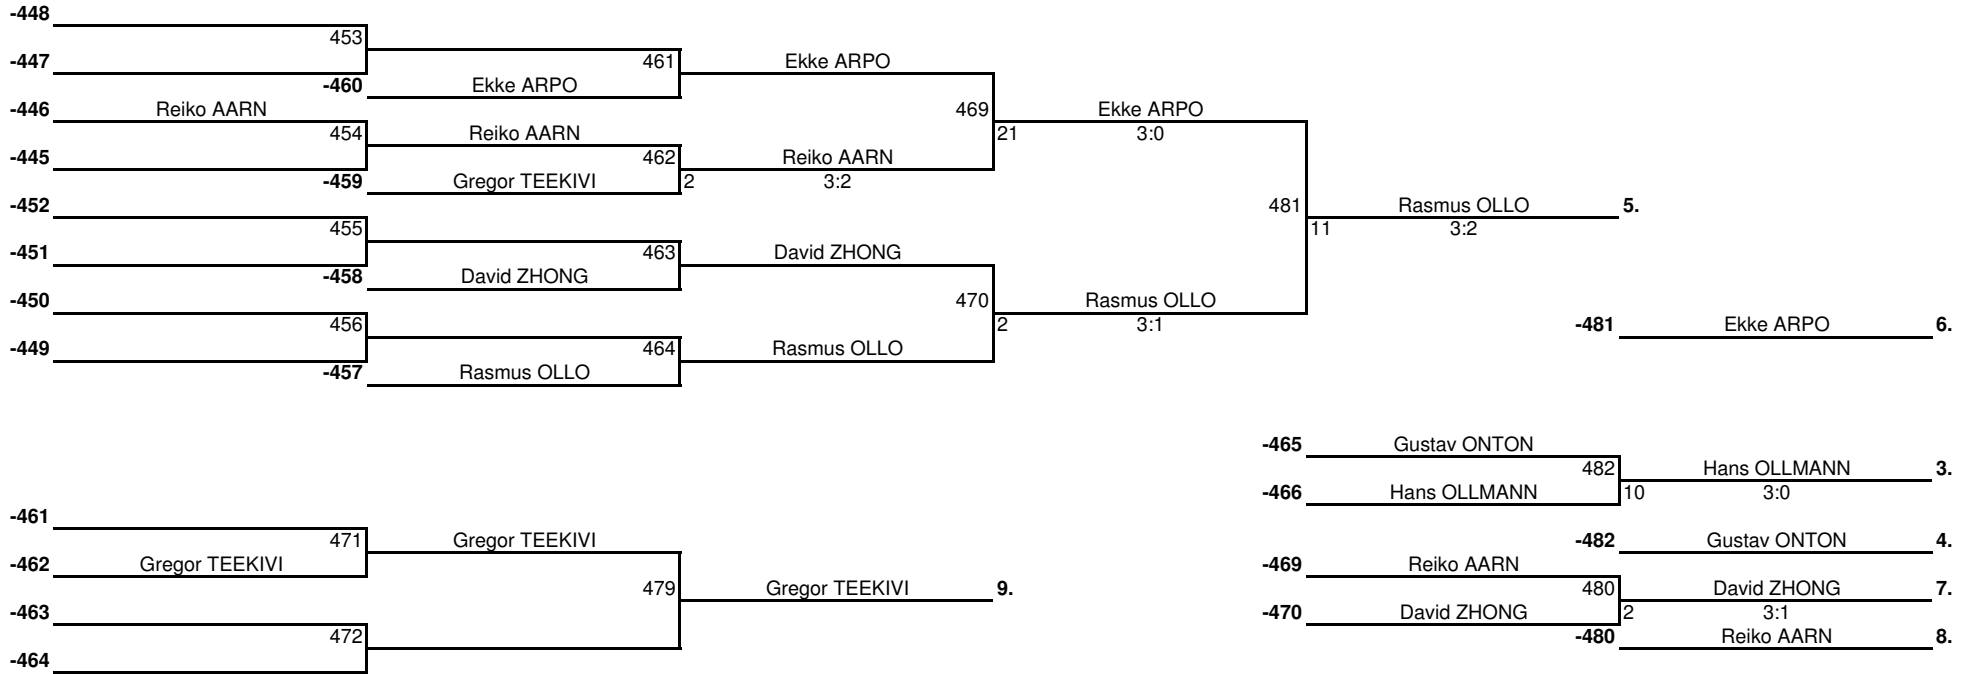 -448
453
-447
461 Ekke ARPO
-460 Ekke ARPO
-446 Reiko AARN
469 Ekke ARPO
454 Reiko AARN
21 3:0
-445
462 Reiko AARN
-459 Gregor TEEKIVI
2 3:2
-452
481 Rasmus OLLO 5.
455
11 3:2
-451
463 David ZHONG
-458 David ZHONG
-450
470 Rasmus OLLO
456
2 3:1
-481 Ekke ARPO 6.
-449
464 Rasmus OLLO
-457 Rasmus OLLO
-465 Gustav ONTON
482 Hans OLLMANN 3.
-466 Hans OLLMANN
10 3:0
-461
471 Gregor TEEKIVI
-482 Gustav ONTON 4.
-462 Gregor TEEKIVI
-469 Reiko AARN
479 Gregor TEEKIVI 9.
480 David ZHONG 7.
-463
-470 David ZHONG
2 3:1
472
-480 Reiko AARN 8.
-464